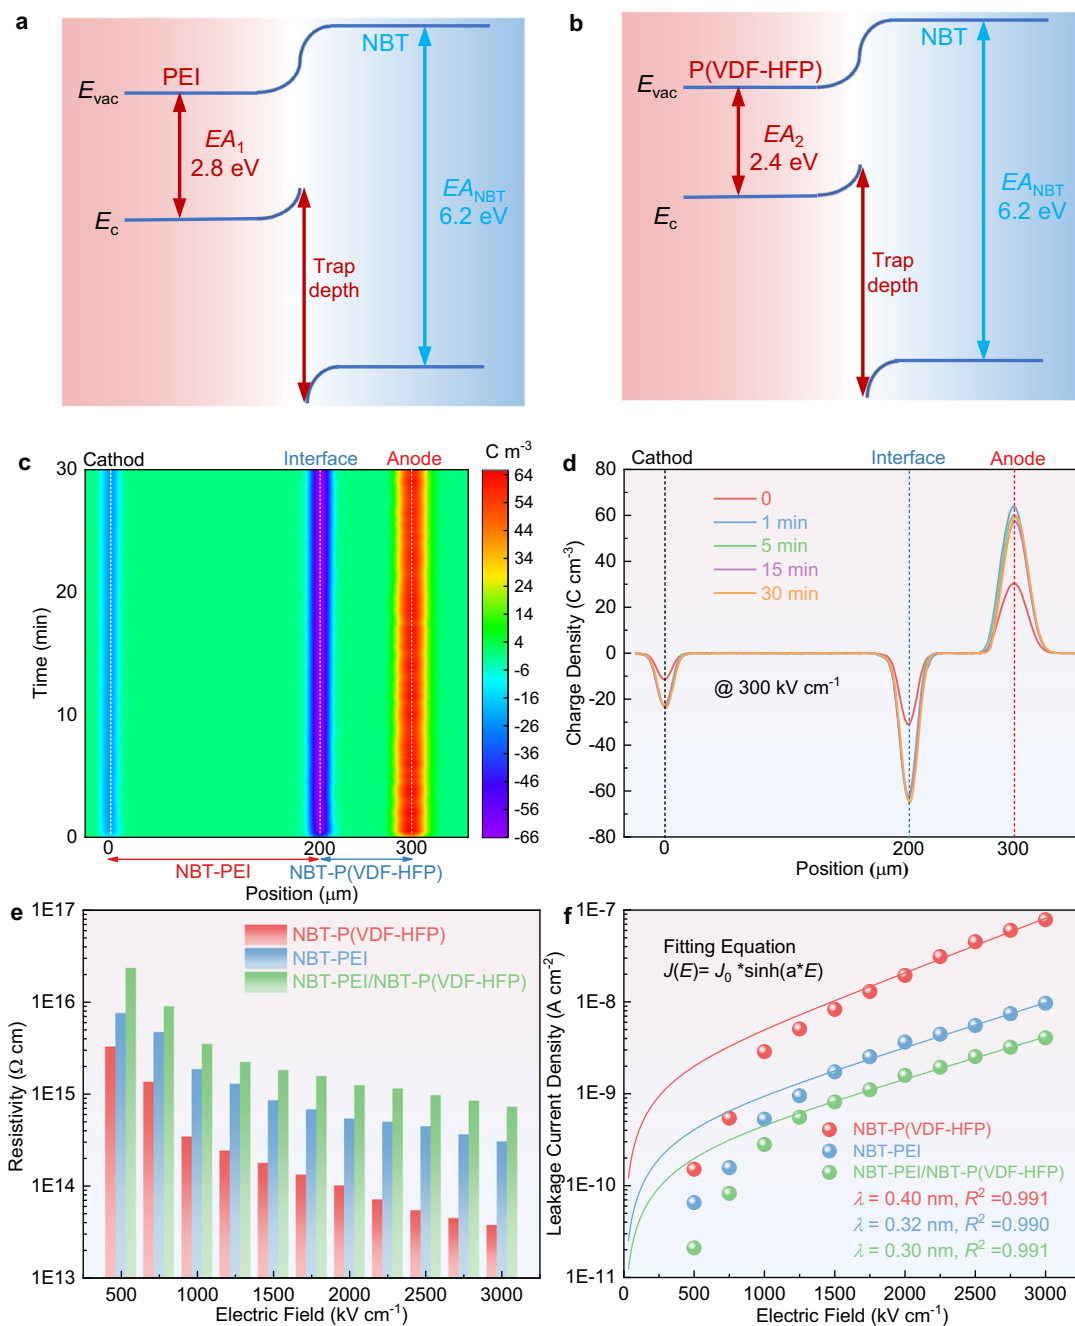 a
NBT
PEI
Evac
EA1
2.8 eV
EANBT
6.2 eV
Ec
Trap
depth
b
NBT
P(VDF-HFP)
Evac
EA2
2.4 eV
EANBT
6.2 eV
Ec
Trap
depth
c
Cathod
Interface
Anode
C m-3
30
20
10
0
Time (min)
64
54
44
34
24
14
4
-6
-16
-26
-36
-46
-56
-66
0
200
300
NBT-PEI
NBT-P(VDF-HFP)
Position (μm)
d
Cathod
Interface
Anode
80
60
40
20
0
-20
-40
-60
-80
Charge Density (C cm-3)
0
1 min
5 min
15 min
30 min
@ 300 kV cm-1
0
200
300
Position (μm)
e
1E17
1E16
1E15
1E14
1E13
Resistivity (Ω cm)
NBT-P(VDF-HFP)
NBT-PEI
NBT-PEI/NBT-P(VDF-HFP)
500
1000
1500
2000
2500
3000
Electric Field (kV cm-1)
f
1E-7
1E-8
1E-9
1E-10
1E-11
Leakage Current Density (A cm-2)
Fitting Equation
J(E)= J0 *sinh(a*E)
NBT-P(VDF-HFP)
NBT-PEI
NBT-PEI/NBT-P(VDF-HFP)
λ = 0.40 nm, R2 =0.991
λ = 0.32 nm, R2 =0.990
λ = 0.30 nm, R2 =0.991
0
500
1000
1500
2000
2500
3000
Electric Field (kV cm-1)